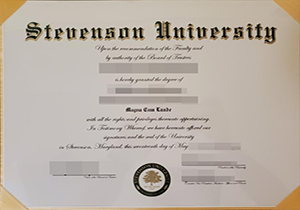 Stevenson University
Upon the recommendation of the Faculty and
by authority of the Board of Trustees
is hereby granted the degree of
Magna Cum Laude
with all the rights and privileges thereunto appertaining.
In Testimony Whereof, we have hereunto affixed our
signatures and the seal of the University
in Stevenson, Maryland, this seventeenth day of May